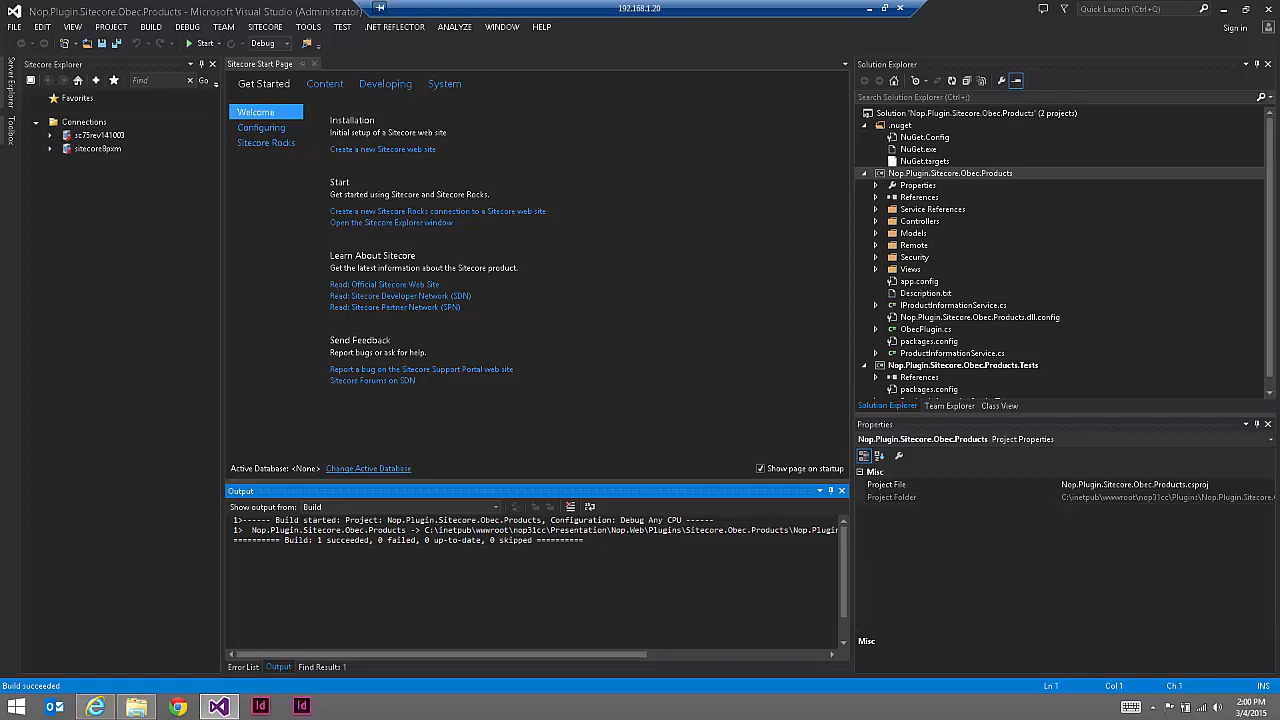 Nop.Plugin.Sitecore.Obec.Products - Microsoft Visual Studio (Administrator)
192.168.1.20
Quick Launch (Ctrl+Q)
FILE EDIT VIEW PROJECT BUILD DEBUG TEAM SITECORE TOOLS TEST .NET REFLECTOR ANALYZE WINDOW HELP
Sign in
Start
Debug
Server Explorer
Toolbox
Sitecore Explorer
Find
Go
Favorites
Connections
sc75rev141003
sitecore8pxm
Sitecore Start Page
Get Started Content Developing System
Welcome
Configuring
Sitecore Rocks
Installation
Initial setup of a Sitecore web site
Create a new Sitecore web site
Start
Get started using Sitecore and Sitecore Rocks.
Create a new Sitecore Rocks connection to a Sitecore web site
Open the Sitecore Explorer window
Learn About Sitecore
Get the latest information about the Sitecore product.
Read: Official Sitecore Web Site
Read: Sitecore Developer Network (SDN)
Read: Sitecore Partner Network (SPN)
Send Feedback
Report bugs or ask for help.
Report a bug on the Sitecore Support Portal web site
Sitecore Forums on SDN
Active Database: <None> Change Active Database
Show page on startup
Output
Show output from: Build
1>------ Build started: Project: Nop.Plugin.Sitecore.Obec.Products, Configuration: Debug Any CPU ------
1> Nop.Plugin.Sitecore.Obec.Products -> C:\inetpub\wwwroot\nop31cc\Presentation\Nop.Web\Plugins\Sitecore.Obec.Products\Nop.Plugin
========== Build: 1 succeeded, 0 failed, 0 up-to-date, 0 skipped ==========
Error List Output Find Results 1
Solution Explorer
Search Solution Explorer (Ctrl+;)
Solution 'Nop.Plugin.Sitecore.Obec.Products' (2 projects)
.nuget
NuGet.Config
NuGet.exe
NuGet.targets
Nop.Plugin.Sitecore.Obec.Products
Properties
References
Service References
Controllers
Models
Remote
Security
Views
app.config
Description.txt
IProductInformationService.cs
Nop.Plugin.Sitecore.Obec.Products.dll.config
ObecPlugin.cs
packages.config
ProductInformationService.cs
Nop.Plugin.Sitecore.Obec.Products.Tests
References
packages.config
Solution Explorer Team Explorer Class View
Properties
Nop.Plugin.Sitecore.Obec.Products Project Properties
Misc
Project File Nop.Plugin.Sitecore.Obec.Products.csproj
Project Folder C:\inetpub\wwwroot\nop31cc\Plugins\Nop.Plugin.Sitecore.
Misc
Build succeeded
Ln 1 Col 1 Ch 1 INS
2:00 PM
3/4/2015